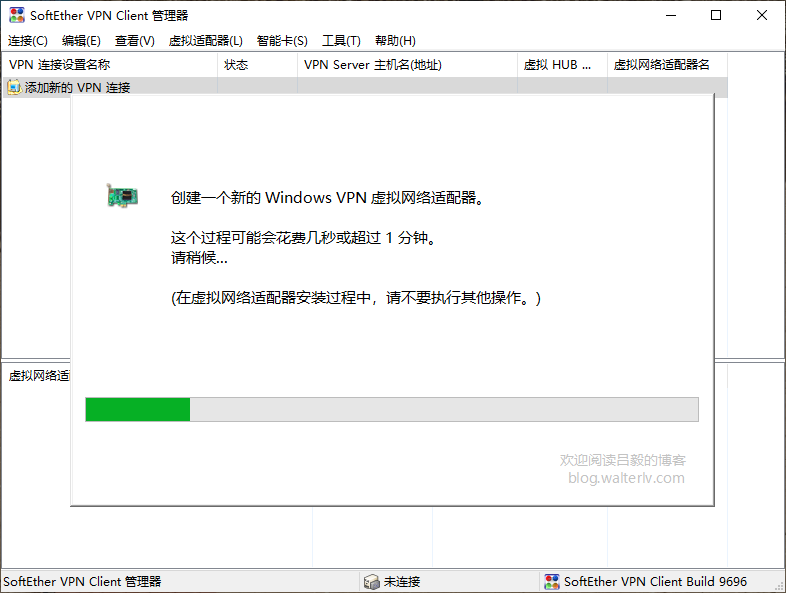 SoftEther VPN Client 管理器
连接(C) 编辑(E) 查看(V) 虚拟适配器(L) 智能卡(S) 工具(T) 帮助(H)
VPN 连接设置名称 状态 VPN Server 主机名(地址) 虚拟 HUB ... 虚拟网络适配器名
添加新的 VPN 连接
创建一个新的 Windows VPN 虚拟网络适配器。
这个过程可能会花费几秒或超过 1 分钟。
请稍候...
(在虚拟网络适配器安装过程中，请不要执行其他操作。)
虚拟网络适
欢迎阅读吕毅的博客
blog.walterlv.com
SoftEther VPN Client 管理器 未连接 SoftEther VPN Client Build 9696